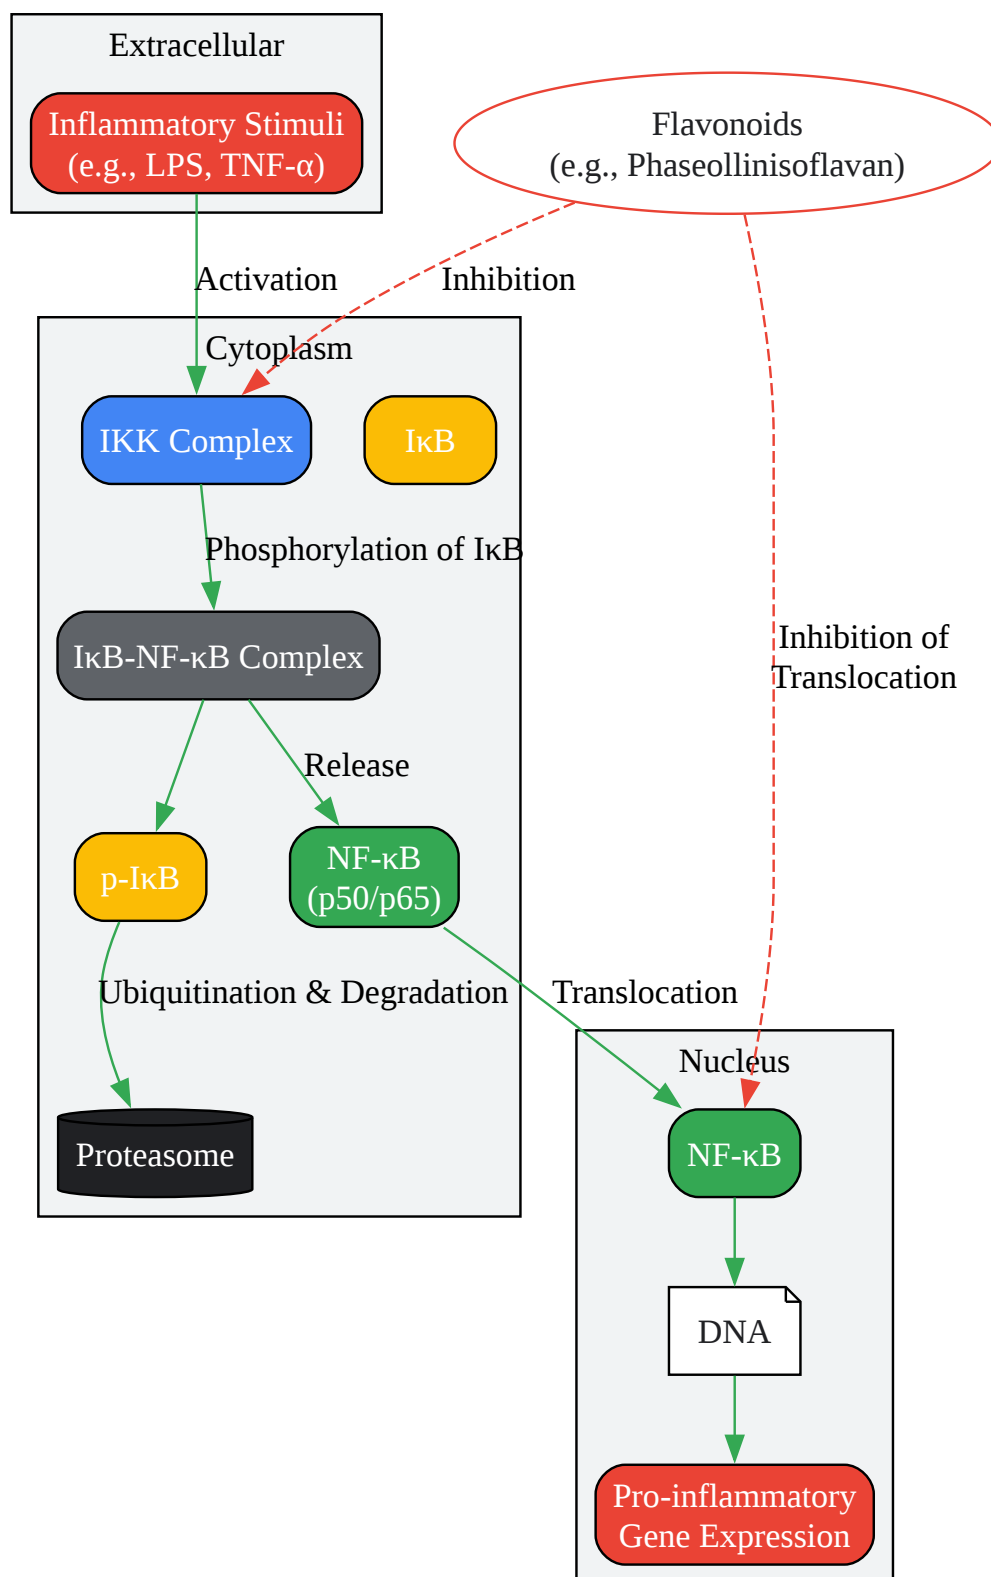 Extracellular
Inflammatory Stimuli
(e.g., LPS, TNF-α)
Flavonoids
(e.g., Phaseollinisoflavan)
Activation
Inhibition
Cytoplasm
IKK Complex
IκB
Phosphorylation of IκB
IκB-NF-κB Complex
Inhibition of
Translocation
Release
p-IκB
NF-κB
(p50/p65)
Ubiquitination & Degradation
Translocation
Nucleus
Proteasome
NF-κB
DNA
Pro-inflammatory
Gene Expression